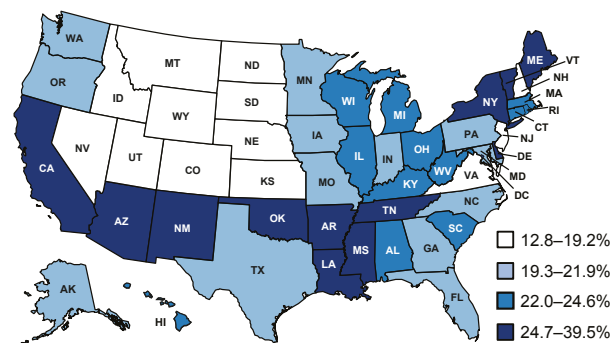 WA
MT
ND
MN
ME
VT
NH
MA
RI
CT
NJ
DE
MD
DC
OR
ID
SD
WI
MI
NY
WY
NE
IA
PA
NV
UT
CO
KS
MO
IL
IN
OH
WV
VA
KY
CA
AZ
NM
OK
AR
TN
NC
SC
TX
LA
MS
AL
GA
FL
AK
HI
12.8–19.2%
19.3–21.9%
22.0–24.6%
24.7–39.5%